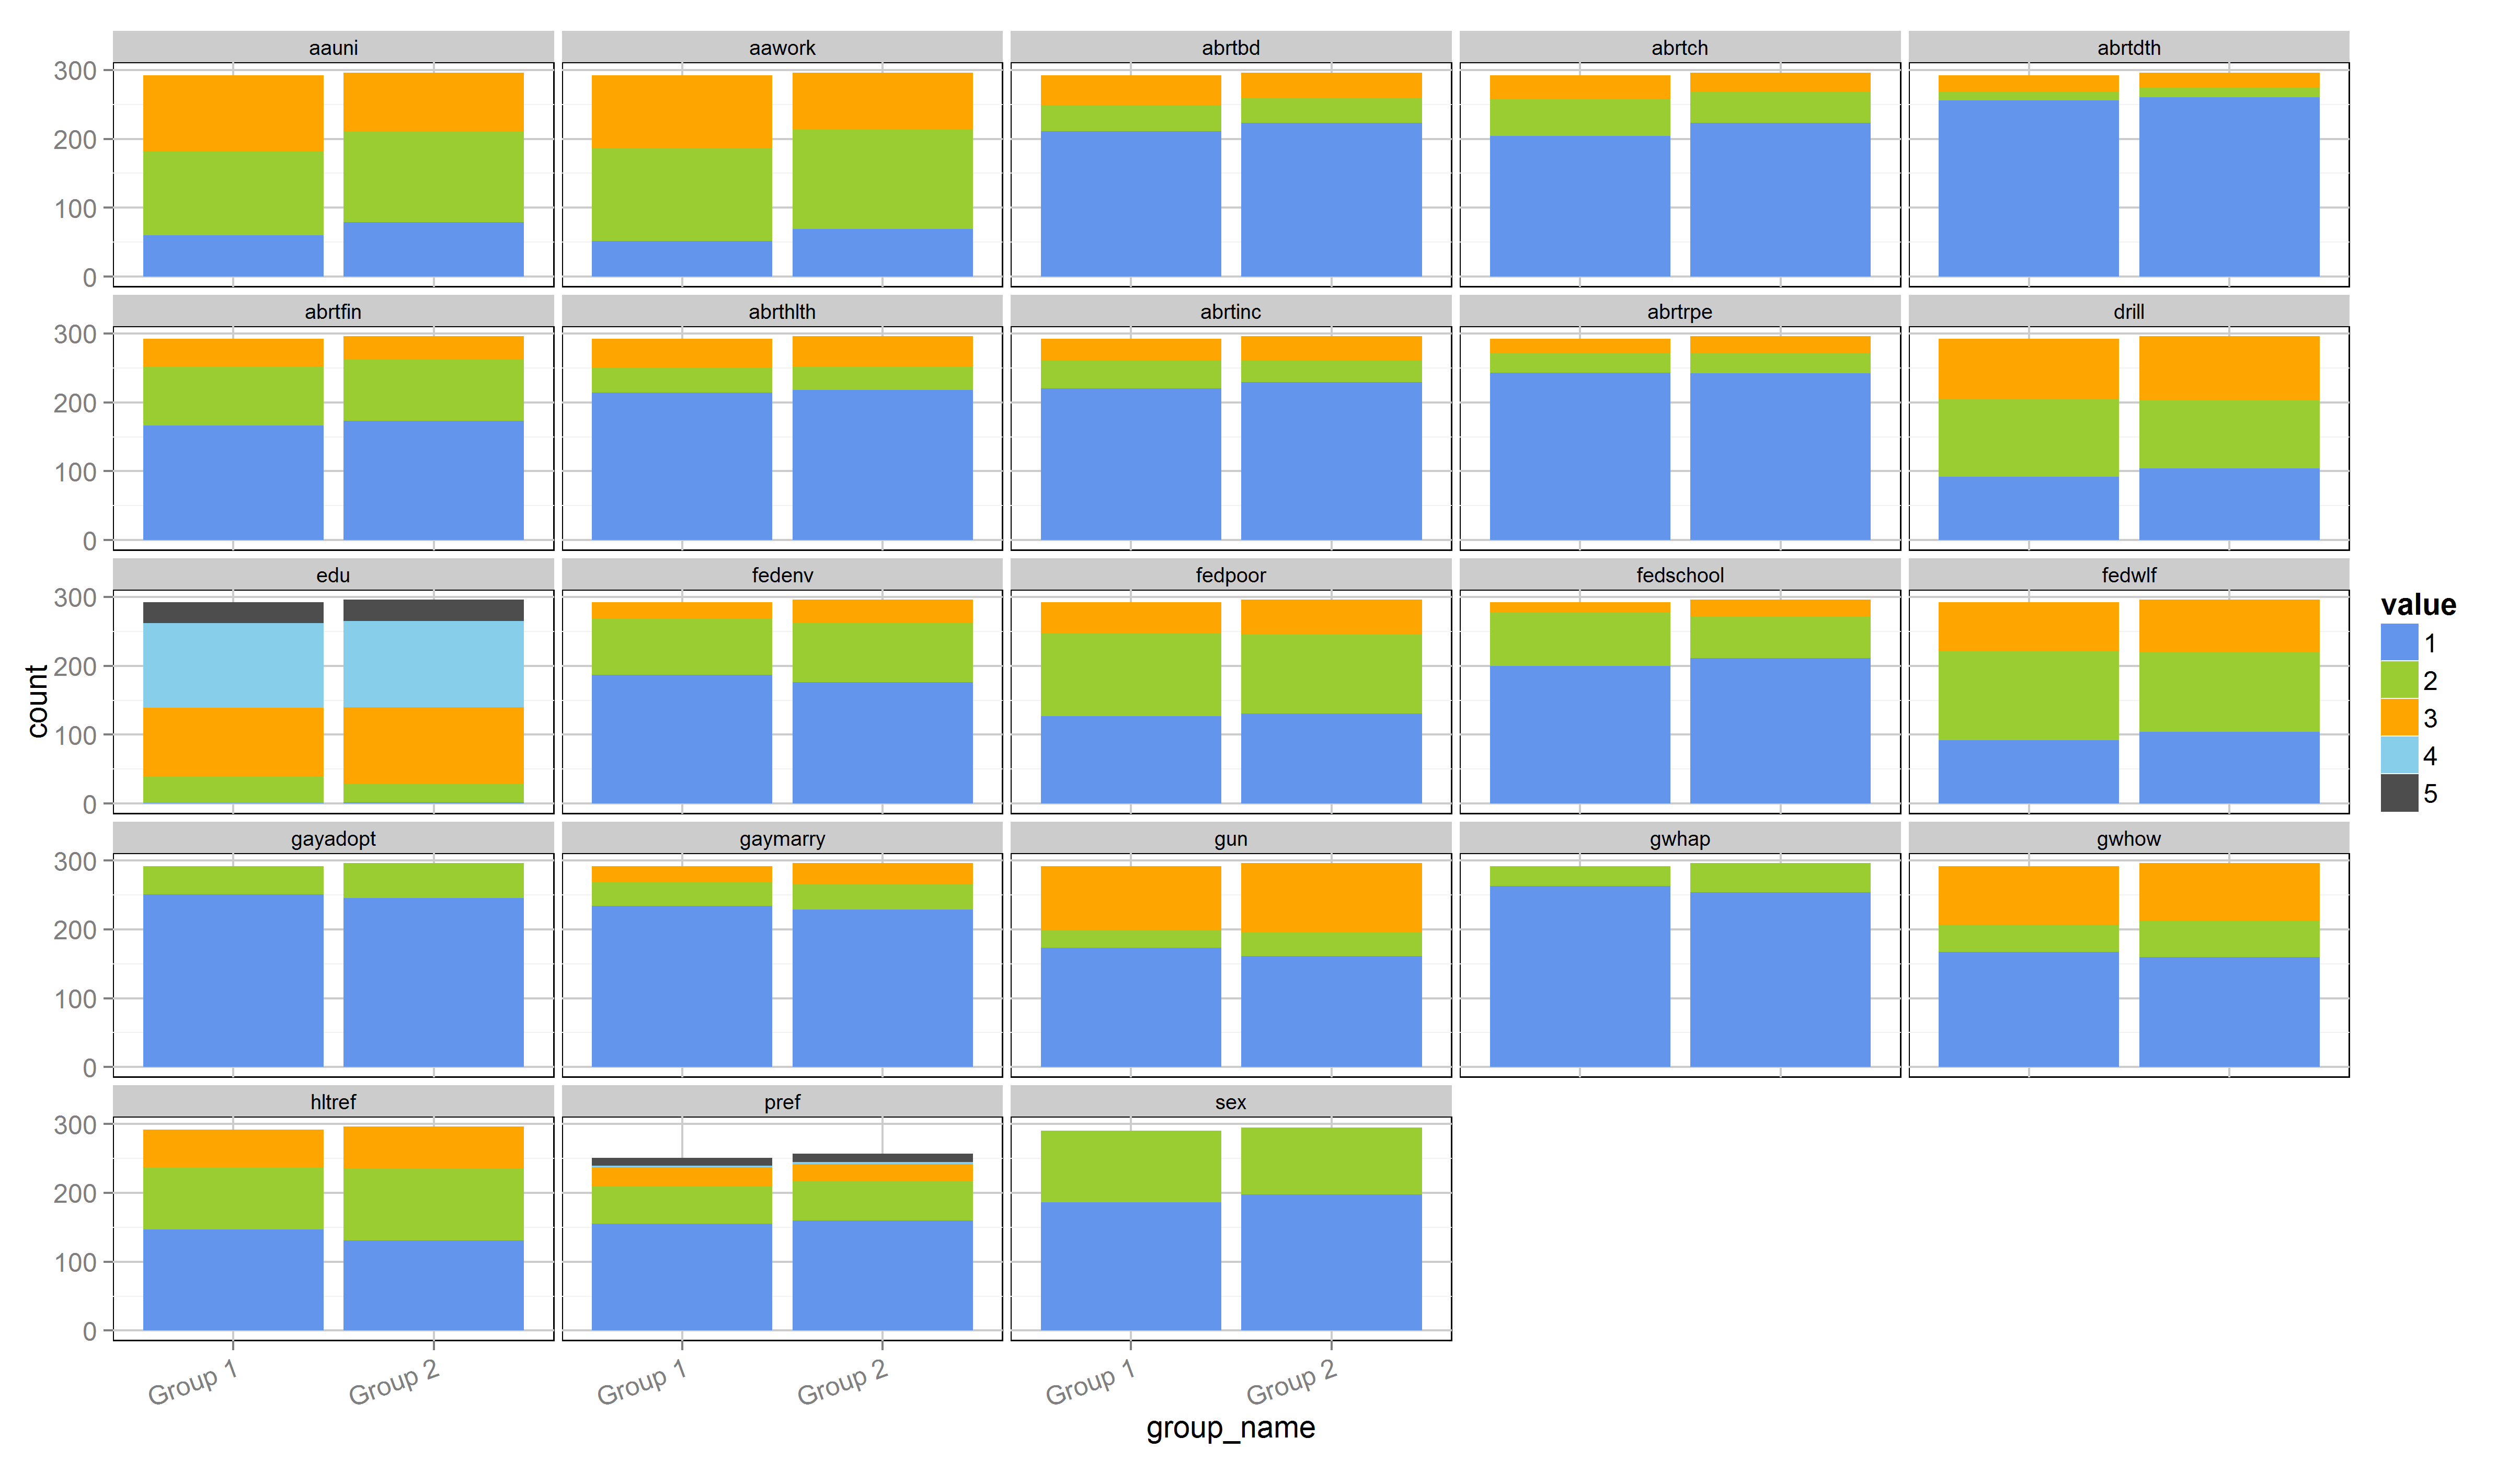 aauni aawork abrtbd abrtch abrtdth
300
200
100
0
abrtfin abrthlth abrtinc abrtrpe drill
300
200
100
0
edu fedenv fedpoor fedschool fedwlf
300
200
100
0
gayadopt gaymarry gun gwhap gwhow
300
200
100
0
hltref pref sex
300
200
100
0
Group 1 Group 2 Group 1 Group 2 Group 1 Group 2
group_name
count
value
1
2
3
4
5